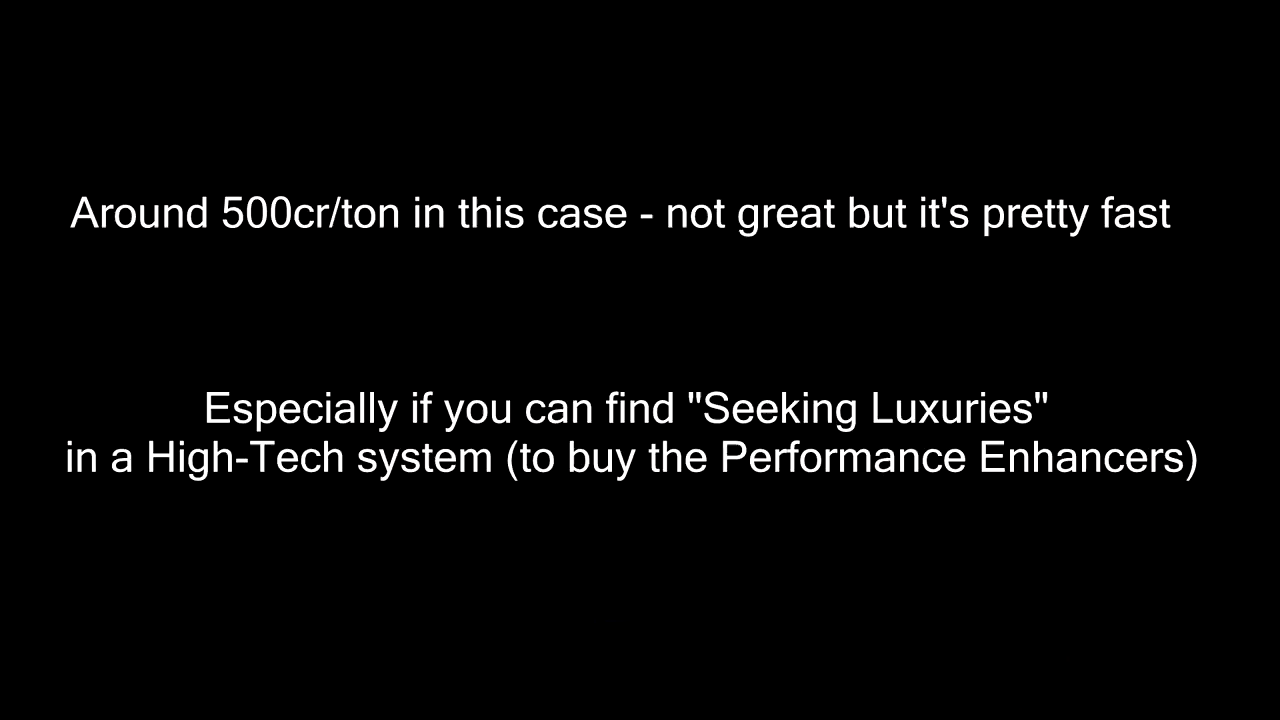 Around 500cr/ton in this case - not great but it's pretty fast
Especially if you can find "Seeking Luxuries"
in a High-Tech system (to buy the Performance Enhancers)